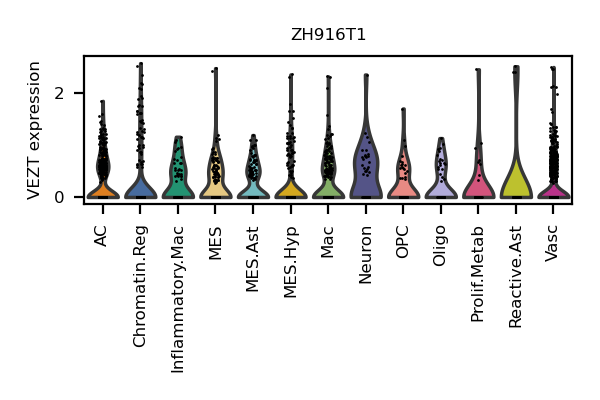 ZH916T1
VEZT expression
2
0
AC
Chromatin.Reg
Inflammatory.Mac
MES
MES.Ast
MES.Hyp
Mac
Neuron
OPC
Oligo
Prolif.Metab
Reactive.Ast
Vasc